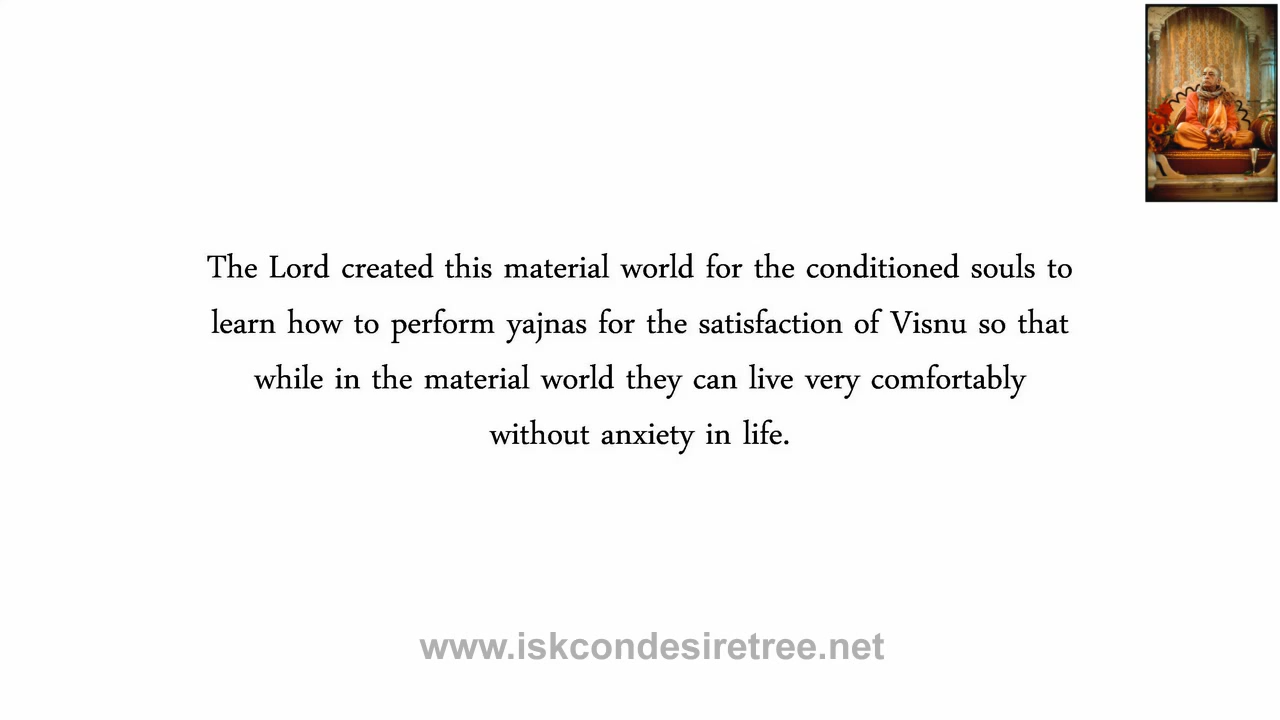 The Lord created this material world for the conditioned souls to
learn how to perform yajnas for the satisfaction of Visnu so that
while in the material world they can live very comfortably
without anxiety in life.
www.iskcondesiretree.net